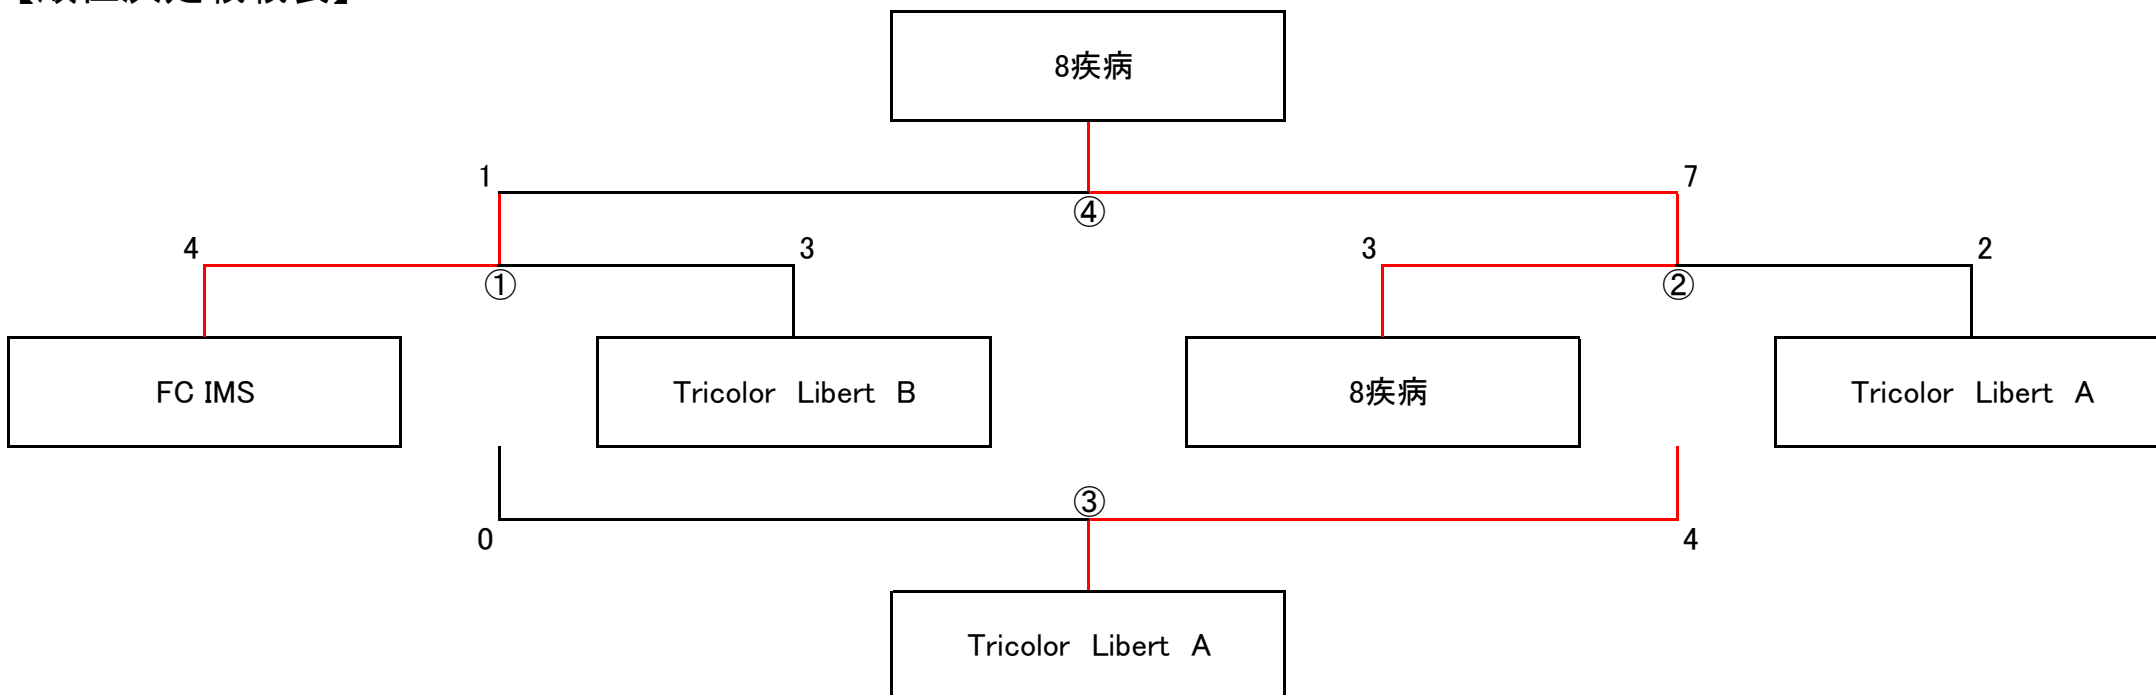 8疾病
1 7
④
4 3 3 2
① ②
FC IMS
Tricolor Libert B
8疾病
Tricolor Libert A
③
0 4
Tricolor Libert A